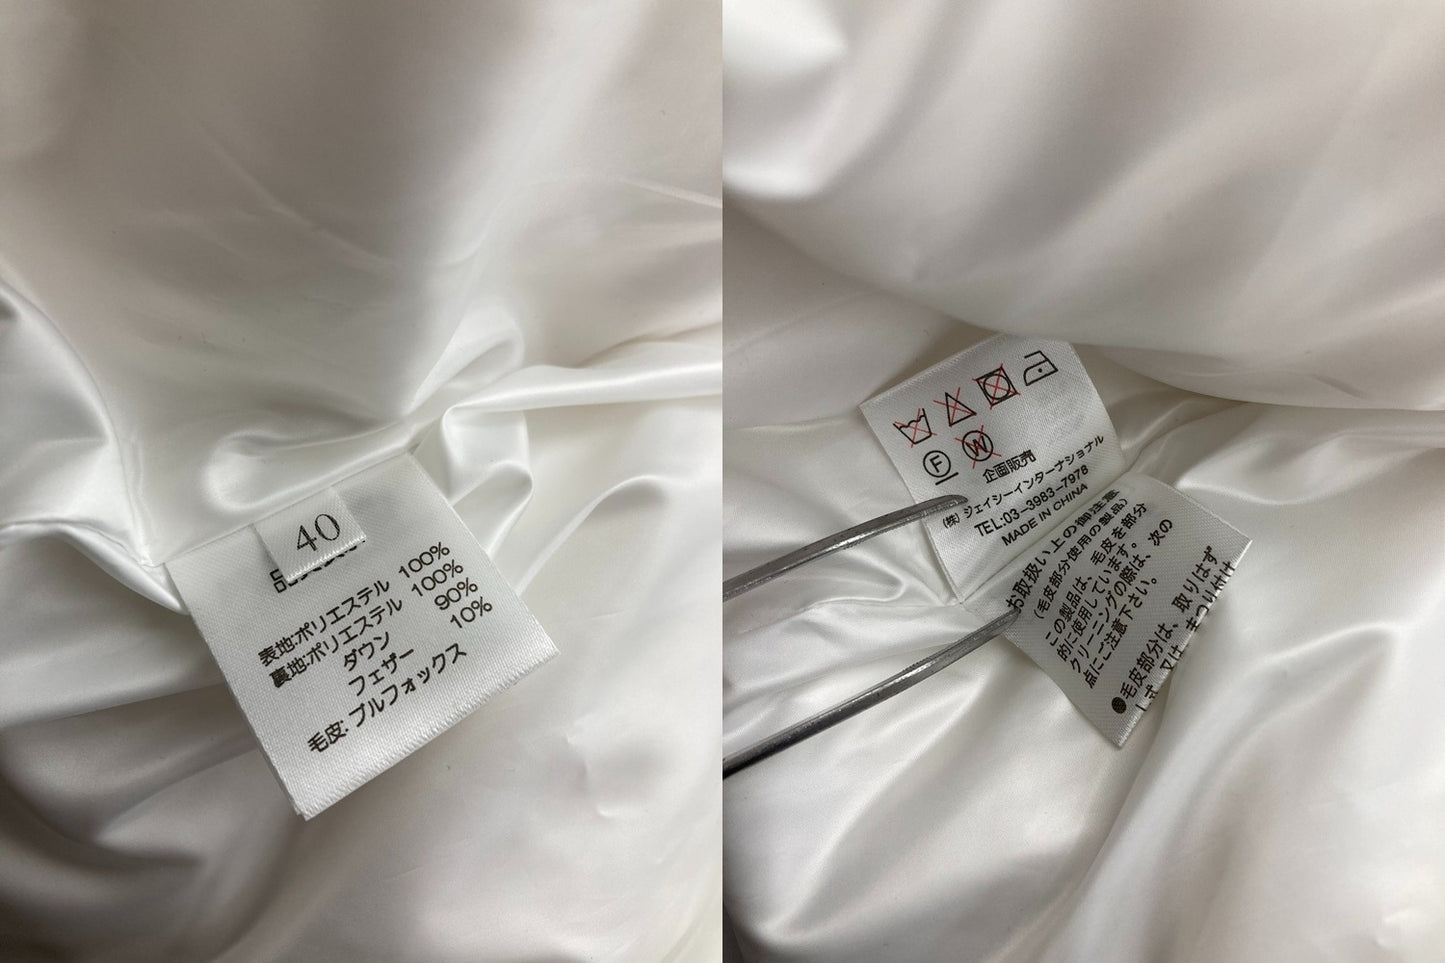 40
表地:ポリエステル 100%
裏地:ポリエステル 100%
ダウン 90%
フェザー 10%
毛皮: ブルフォックス
F
W
企画販売
(株) ジェイシーインターナショナル
TEL:03-3983-7978
MADE IN CHINA
お取扱い上の御注意
(毛皮部分使用の製品)
この製品は、毛皮を部分
的に使用しています。
クリーニングの際は、次の
点にご注意下さい。
●毛皮部分は、取りはず